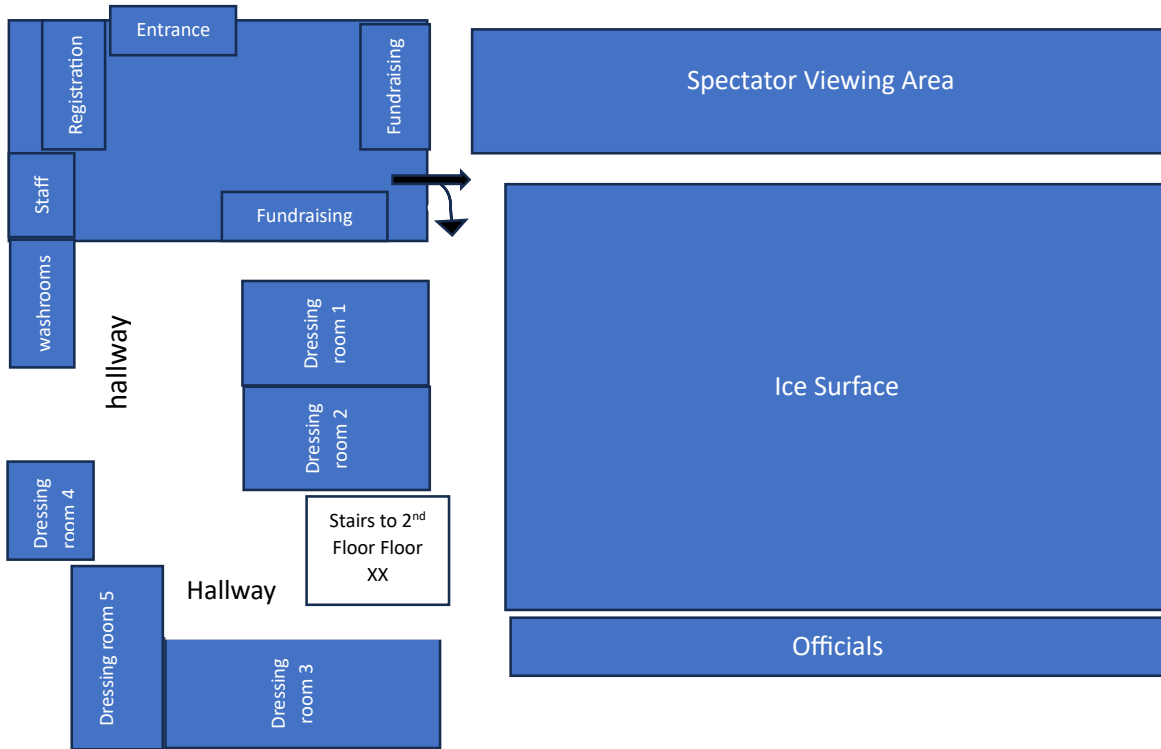 Entrance
Registration
Fundraising
Spectator Viewing Area
Staff
Fundraising
washrooms
hallway
Dressing
room 1
Ice Surface
Dressing
room 2
Dressing
room 4
Stairs to 2nd
Floor Floor
XX
Hallway
Dressing room 5
Dressing
room 3
Officials